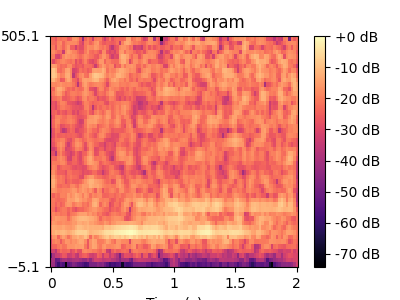 Mel Spectrogram
505.1
−5.1
0
0.5
1
1.5
2
+0 dB
-10 dB
-20 dB
-30 dB
-40 dB
-50 dB
-60 dB
-70 dB